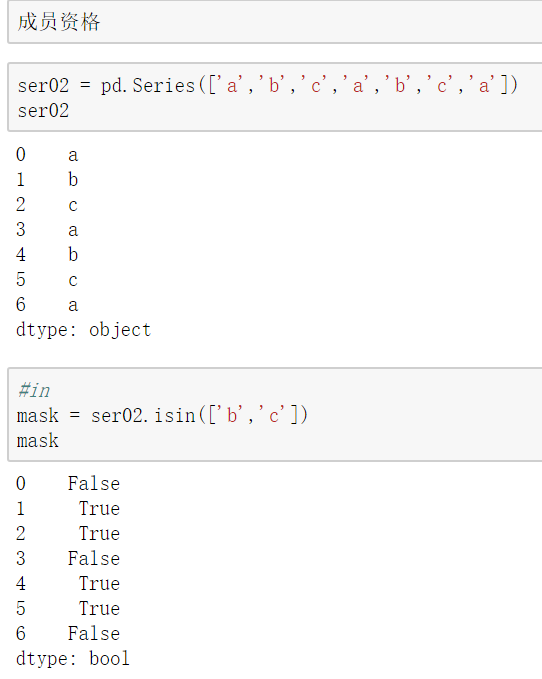 成员资格
ser02 = pd.Series(['a','b','c','a','b','c','a'])
ser02
0    a
1    b
2    c
3    a
4    b
5    c
6    a
dtype: object
#in
mask = ser02.isin(['b','c'])
mask
0    False
1     True
2     True
3    False
4     True
5     True
6    False
dtype: bool